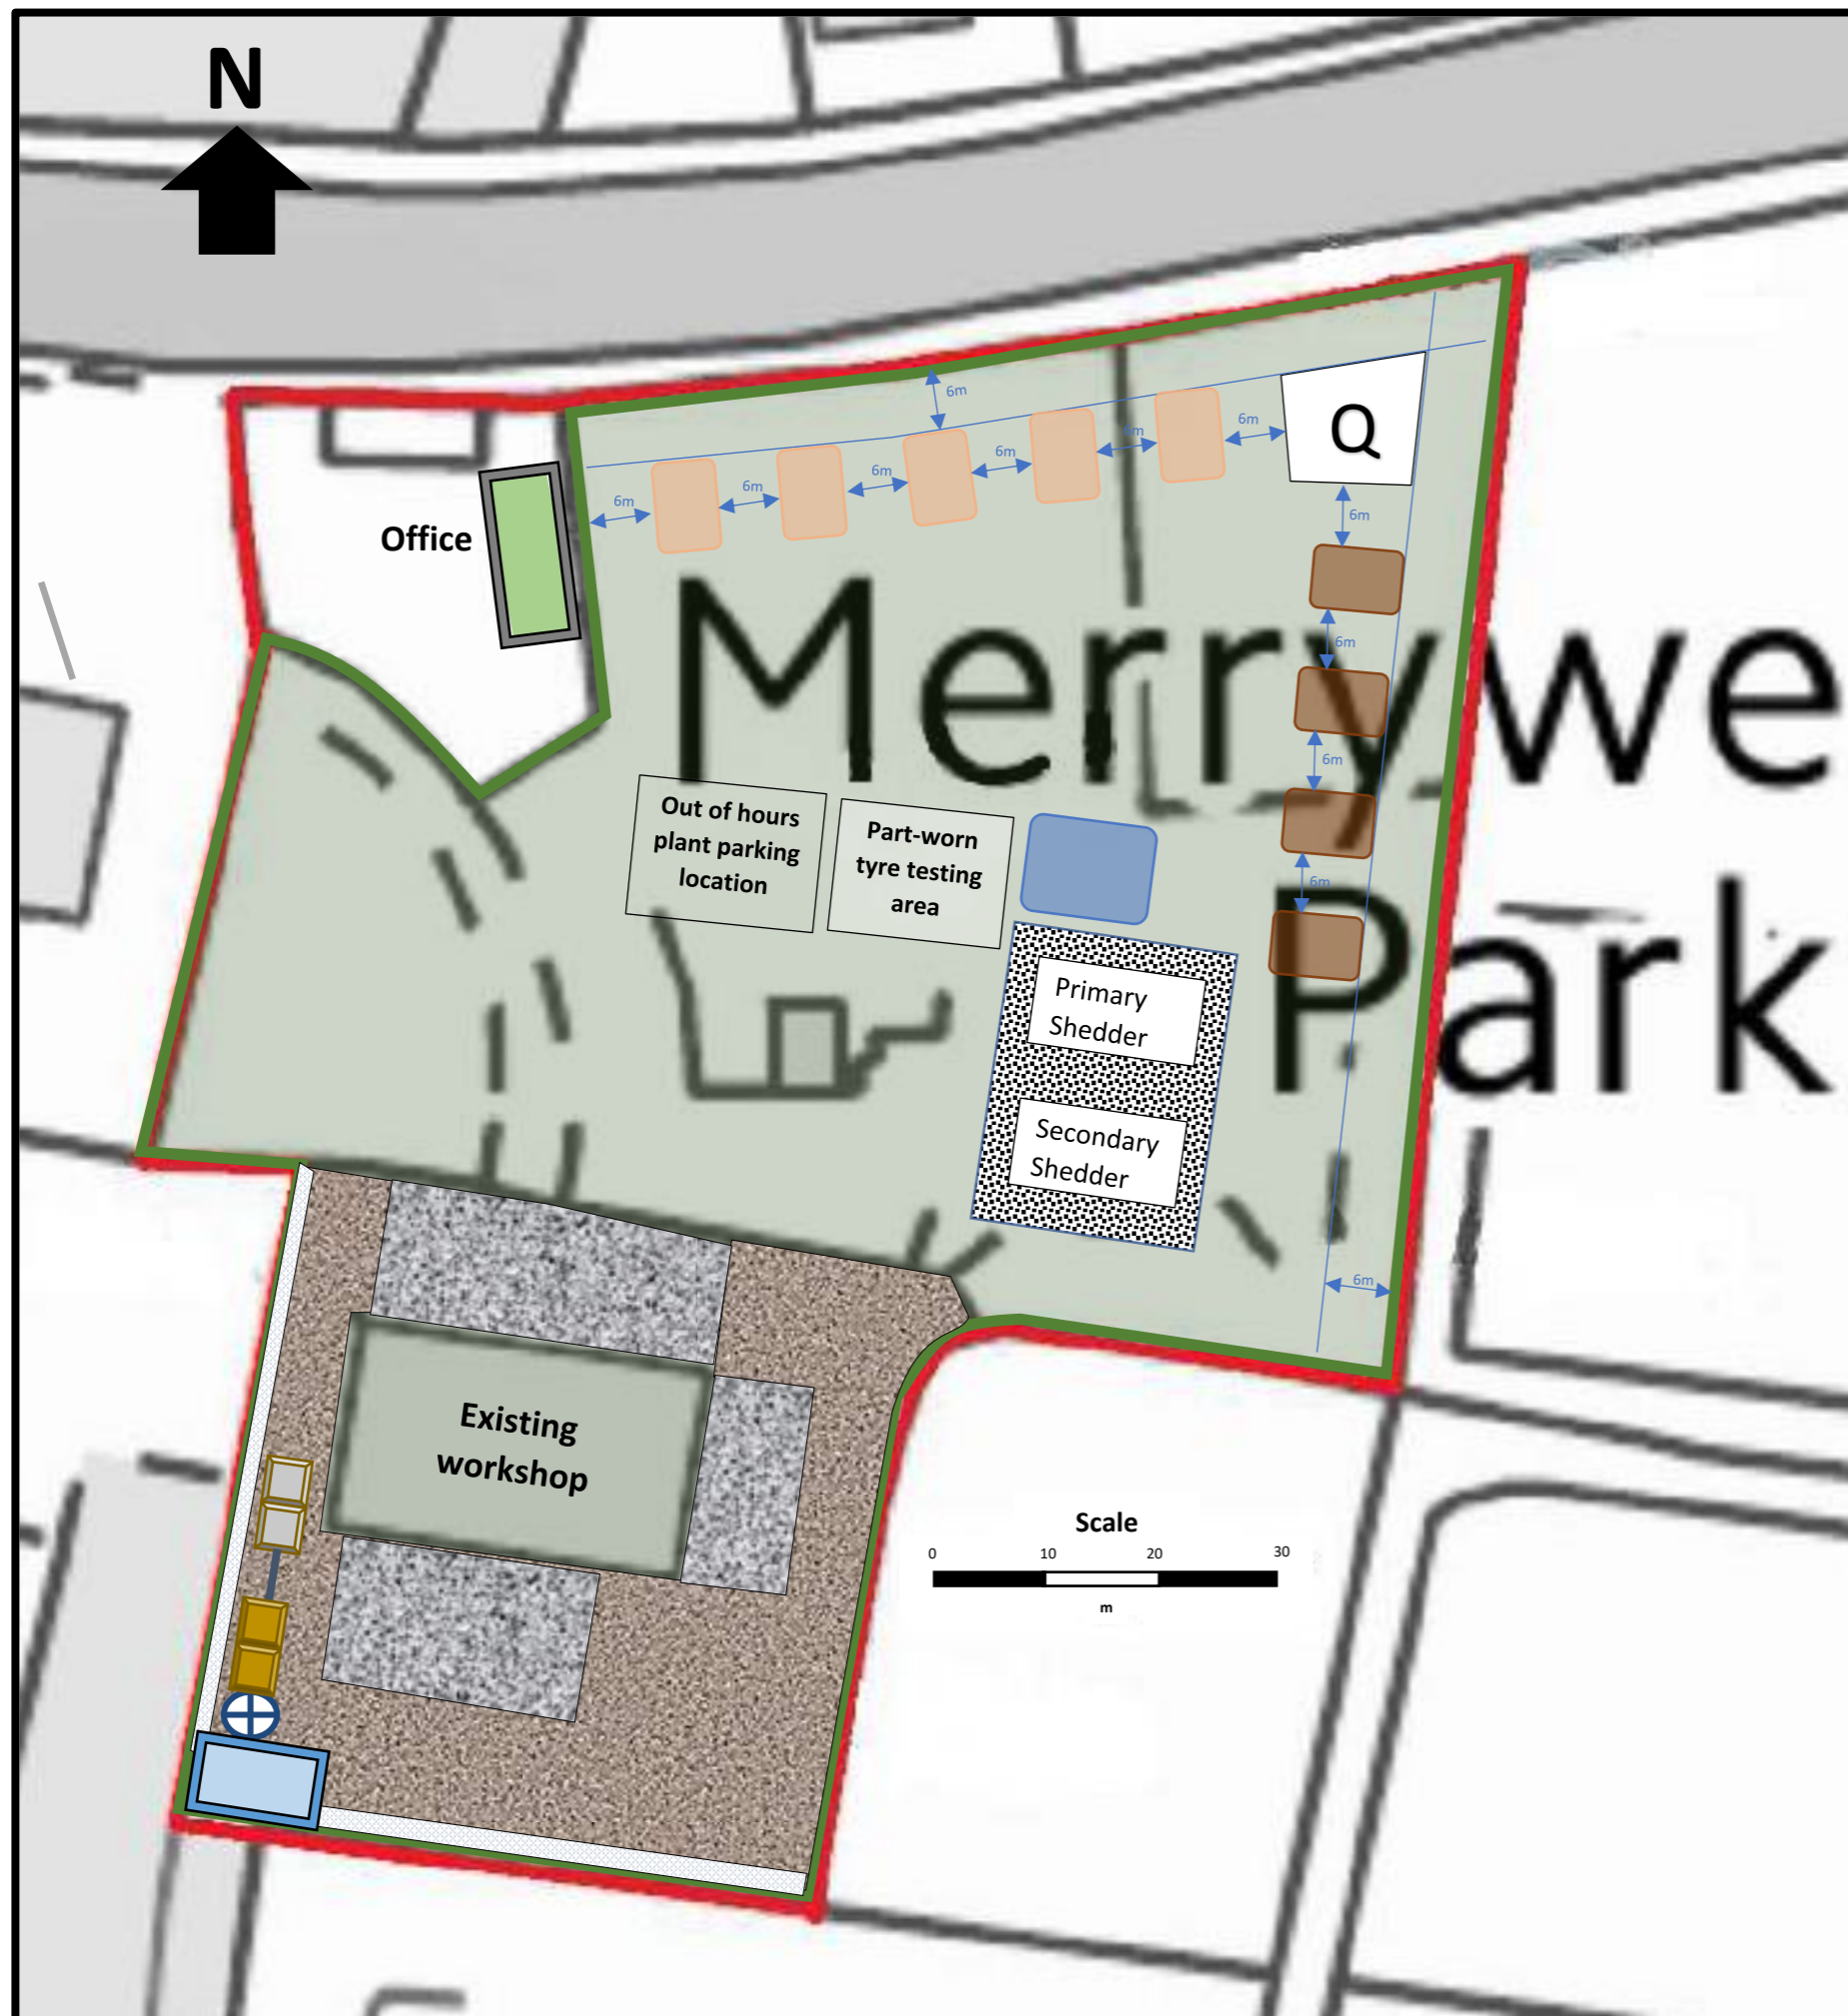 N
6m
6m
6m
6m
6m
6m
6m
Q
6m
Office
6m
Merrywe
6m
Out of hours
plant parking
location
Part-worn
tyre testing
area
6m
Park
Primary
Shedder
Secondary
Shedder
6m
Existing
workshop
Scale
0 10 20 30
m